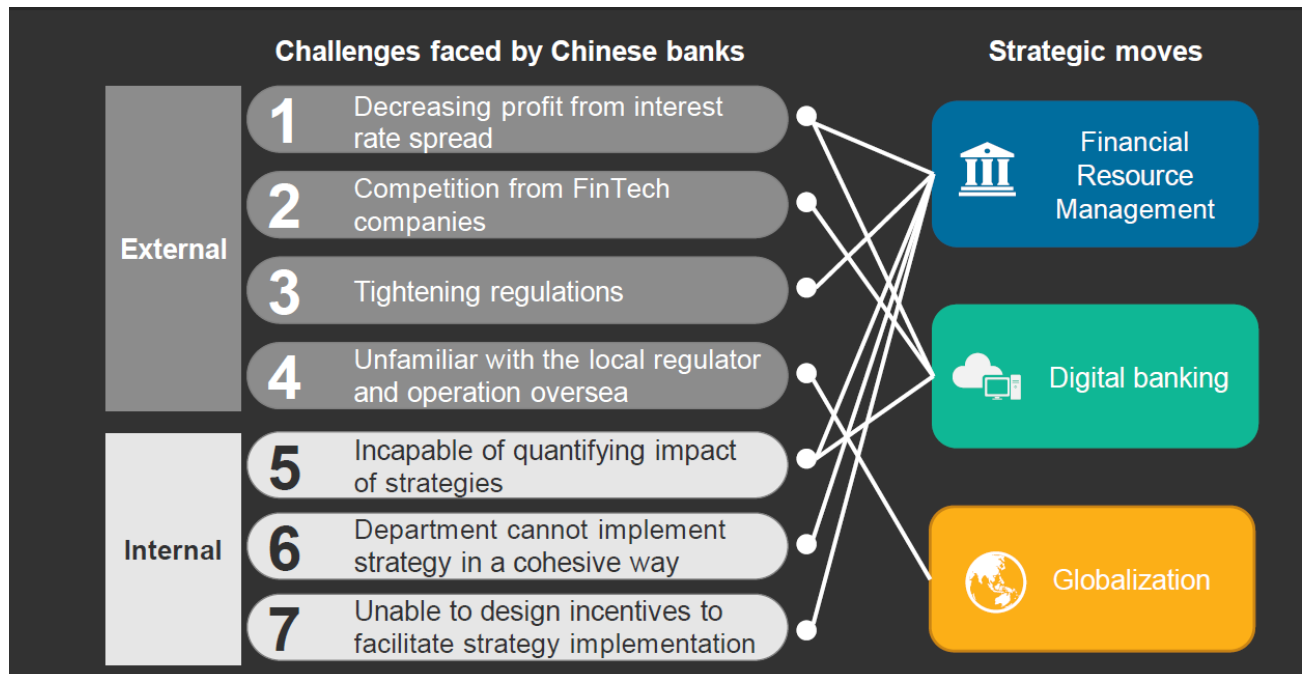 Challenges faced by Chinese banks
Strategic moves
External
1
Decreasing profit from interest
rate spread
2
Competition from FinTech
companies
3
Tightening regulations
4
Unfamiliar with the local regulator
and operation oversea
Internal
5
Incapable of quantifying impact
of strategies
6
Department cannot implement
strategy in a cohesive way
7
Unable to design incentives to
facilitate strategy implementation
Financial
Resource
Management
Digital banking
Globalization